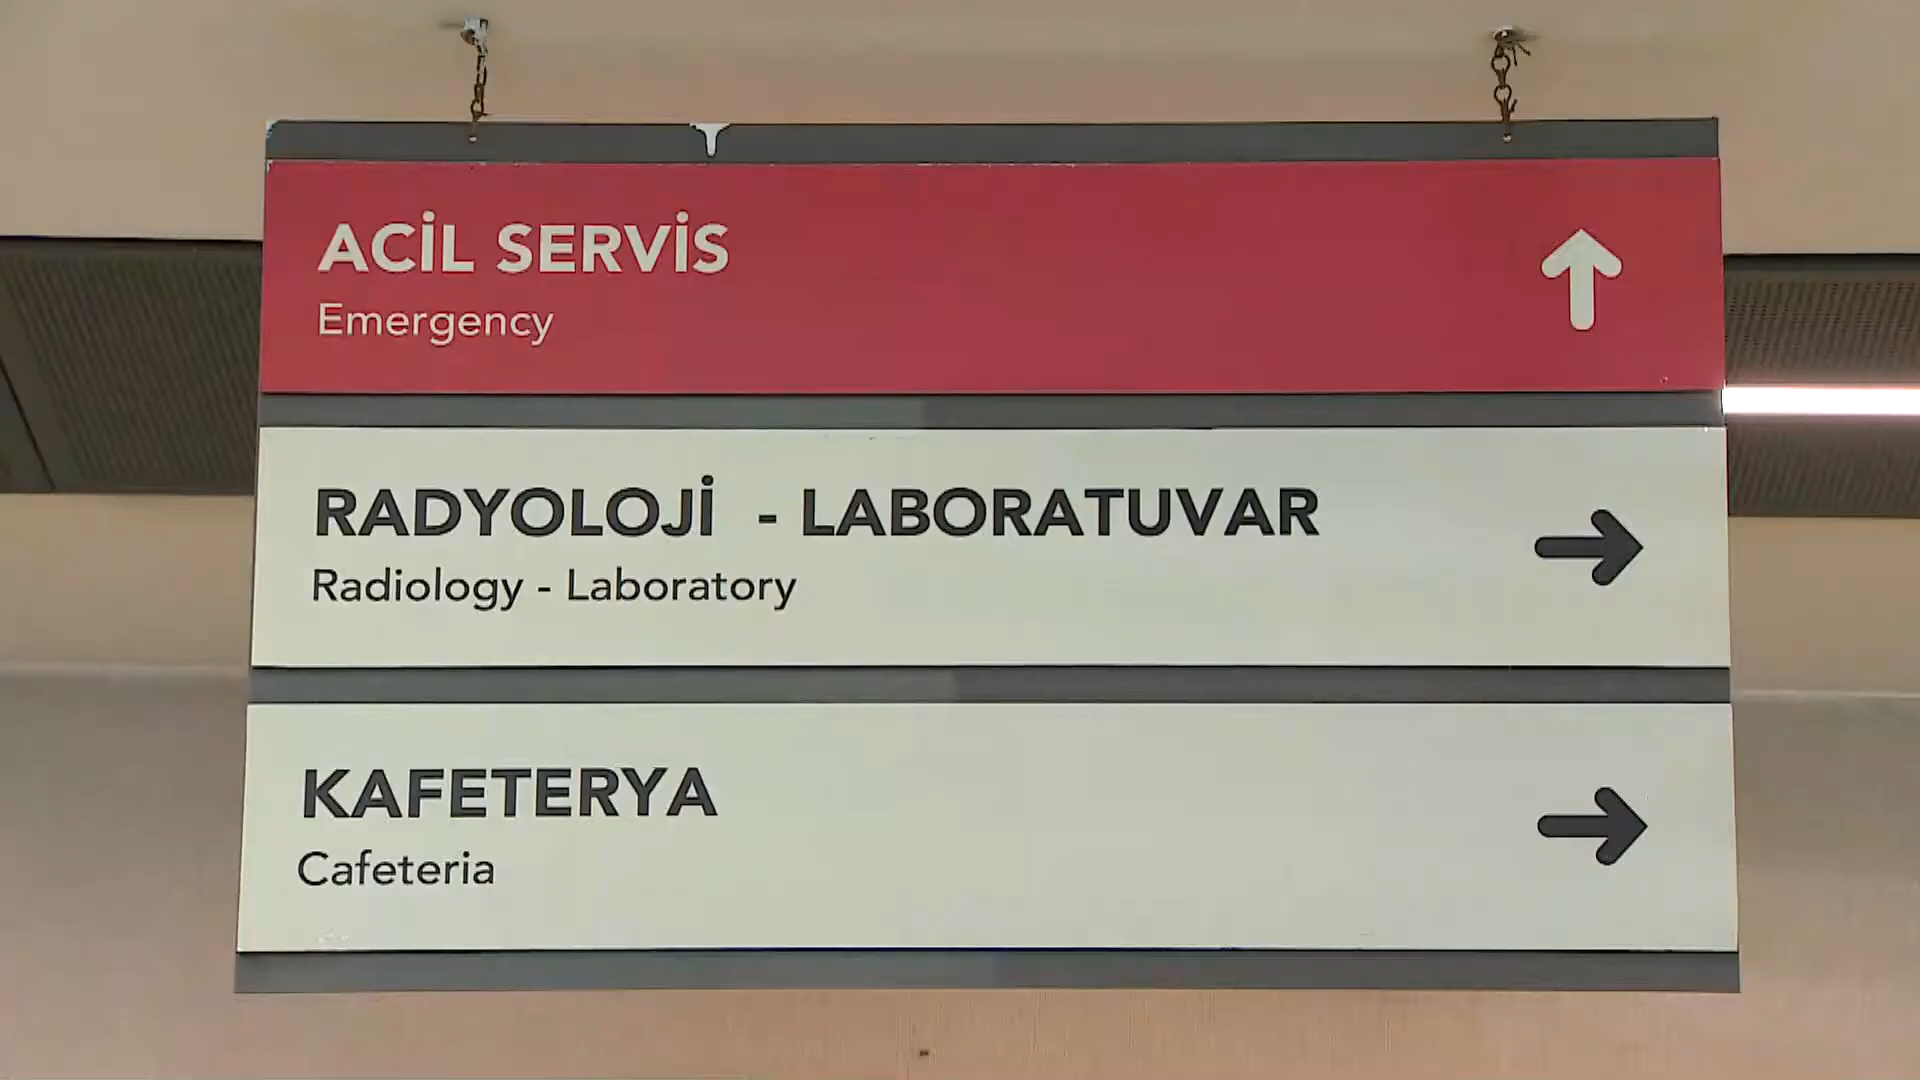 ACİL SERVİS
Emergency
RADYOLOJİ - LABORATUVAR
Radiology - Laboratory
KAFETERYA
Cafeteria